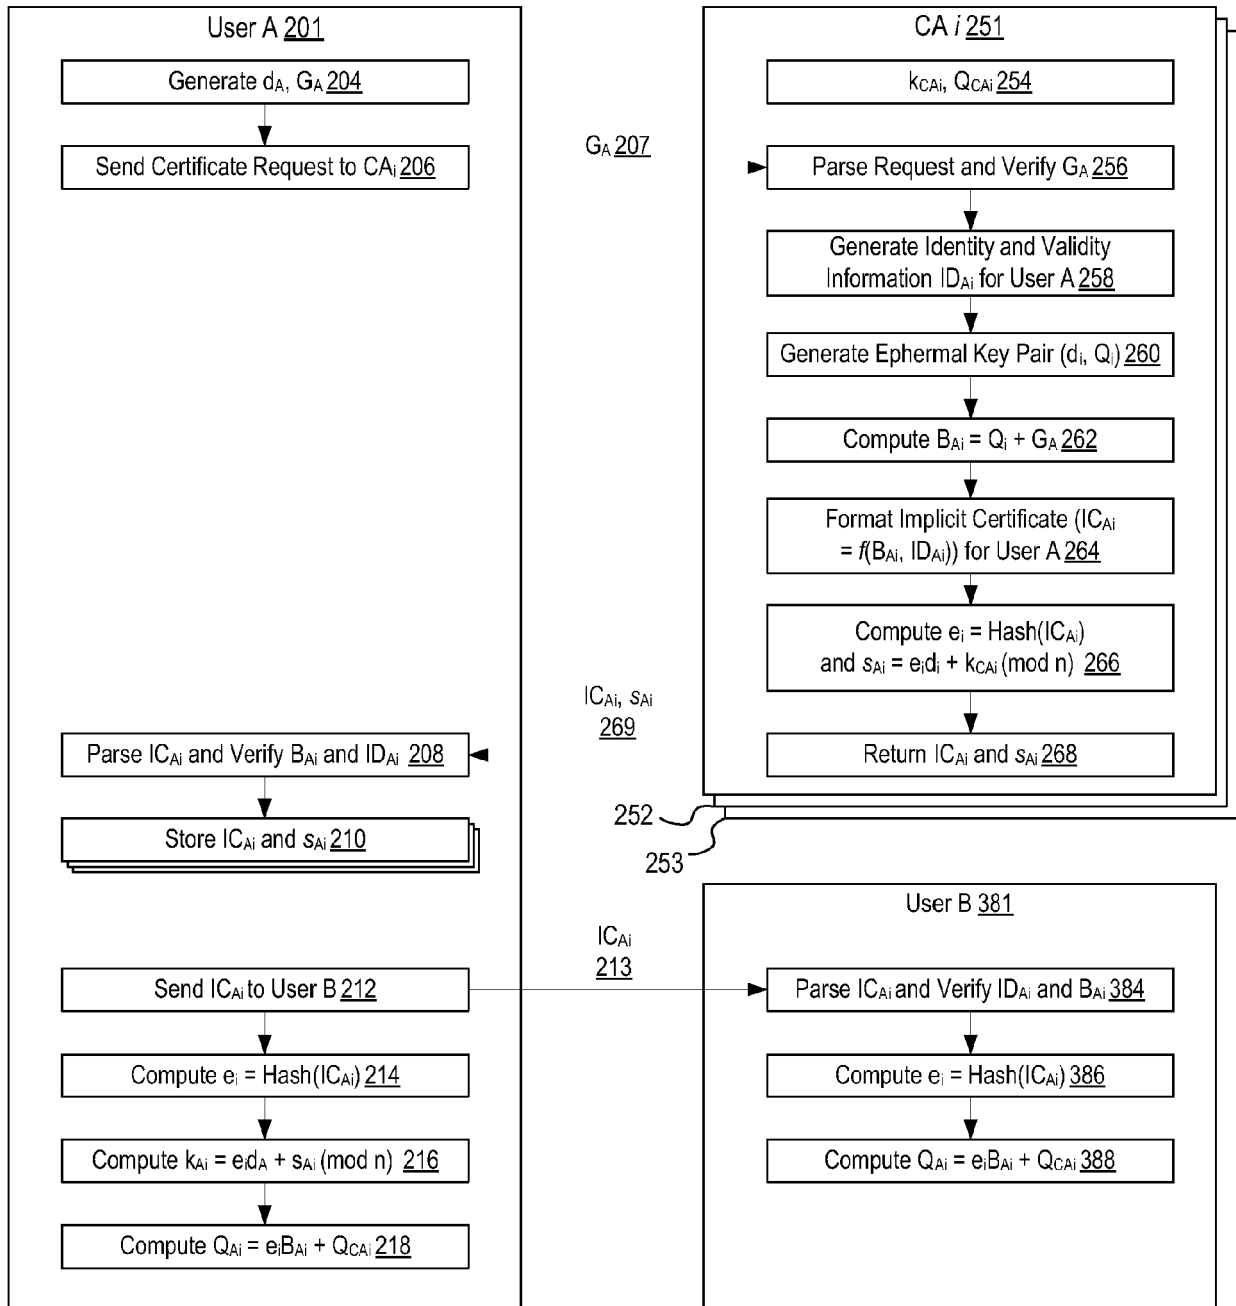 User A 201
Generate dA, GA 204
Send Certificate Request to CAi 206
GA 207
CA i 251
kCAi, QCAi 254
Parse Request and Verify GA 256
Generate Identity and Validity
Information IDAi for User A 258
Generate Ephermal Key Pair (di, Qi) 260
Compute BAi = Qi + GA 262
Format Implicit Certificate (ICAi
= f(BAi, IDAi)) for User A 264
Compute ei = Hash(ICAi)
and sAi = eidi + kCAi (mod n) 266
Return ICAi and sAi 268
ICAi, sAi
269
Parse ICAi and Verify BAi and IDAi 208
Store ICAi and sAi 210
252
253
Send ICAi to User B 212
ICAi
213
Compute ei = Hash(ICAi) 214
Compute kAi = eidA + sAi (mod n) 216
Compute QAi = eiBAi + QCAi 218
User B 381
Parse ICAi and Verify IDAi and BAi 384
Compute ei = Hash(ICAi) 386
Compute QAi = eiBAi + QCAi 388